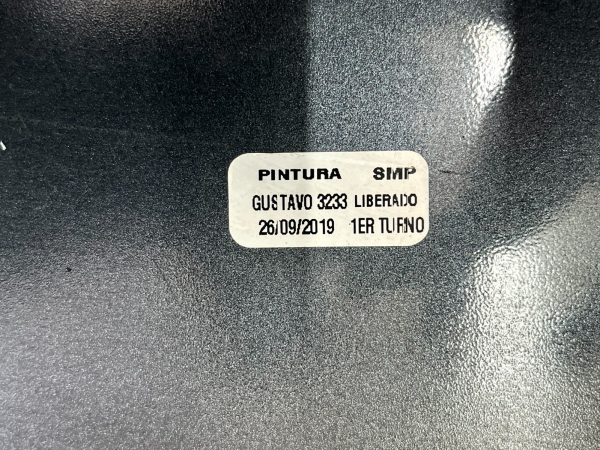 PINTURA SMP
GUSTAVO 3233 LIBERADO
26/09/2019 1ER TURNO